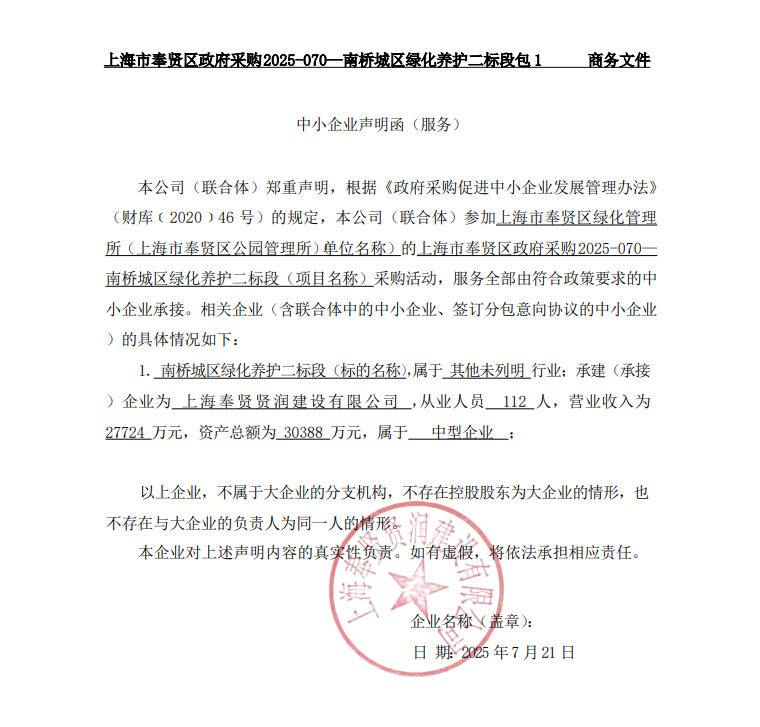 上海市奉贤区政府采购2025-070—南桥城区绿化养护二标段包1 商务文件
中小企业声明函（服务）
本公司（联合体）郑重声明，根据《政府采购促进中小企业发展管理办法》
（财库﹝2020﹞46 号）的规定，本公司（联合体）参加上海市奉贤区绿化管理
所（上海市奉贤区公园管理所）（单位名称）的上海市奉贤区政府采购2025-070—
南桥城区绿化养护二标段（项目名称）采购活动，服务全部由符合政策要求的中
小企业承接。相关企业（含联合体中的中小企业、签订分包意向协议的中小企业
）的具体情况如下：
1. 南桥城区绿化养护二标段（标的名称），属于 其他未列明 行业；承建（承接
）企业为 上海奉贤贤润建设有限公司 ，从业人员 112 人，营业收入为
27724 万元，资产总额为 30388 万元，属于 中型企业 ；
以上企业，不属于大企业的分支机构，不存在控股股东为大企业的情形，也
不存在与大企业的负责人为同一人的情形。
本企业对上述声明内容的真实性负责。如有虚假，将依法承担相应责任。
上海奉贤贤润建设有限公司
企业名称（盖章）：
日 期：2025 年 7 月 21 日